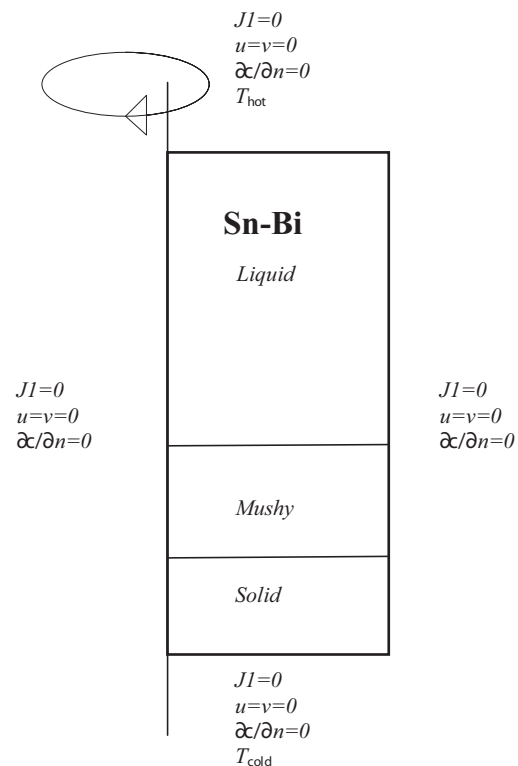 J1=0
u=v=0
∂c/∂n=0
Thot
Sn-Bi
Liquid
J1=0
u=v=0
∂c/∂n=0
J1=0
u=v=0
∂c/∂n=0
Mushy
Solid
J1=0
u=v=0
∂c/∂n=0
Tcold